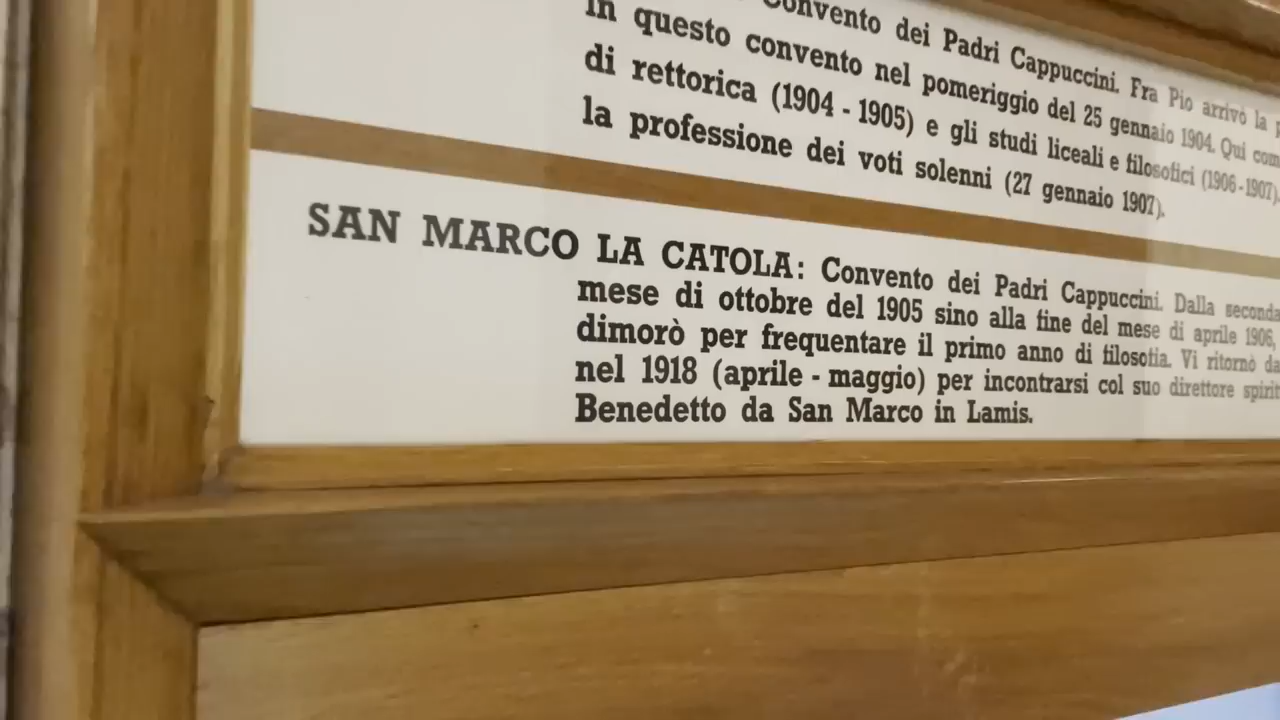 Convento dei Padri Cappuccini. Fra Pio arrivò la
in questo convento nel pomeriggio del 25 gennaio 1904. Qui
di rettorica (1904 - 1905) e gli studi liceali e filosofici (1906-1907),
la professione dei voti solenni (27 gennaio 1907).
SAN MARCO LA CATOLA: Convento dei Padri Cappuccini. Dalla seconda
mese di ottobre del 1905 sino alla fine del mese di aprile 1906,
dimorò per frequentare il primo anno di filosofia. Vi ritornò
nel 1918 (aprile - maggio) per incontrarsi col suo direttore
Benedetto da San Marco in Lamis.